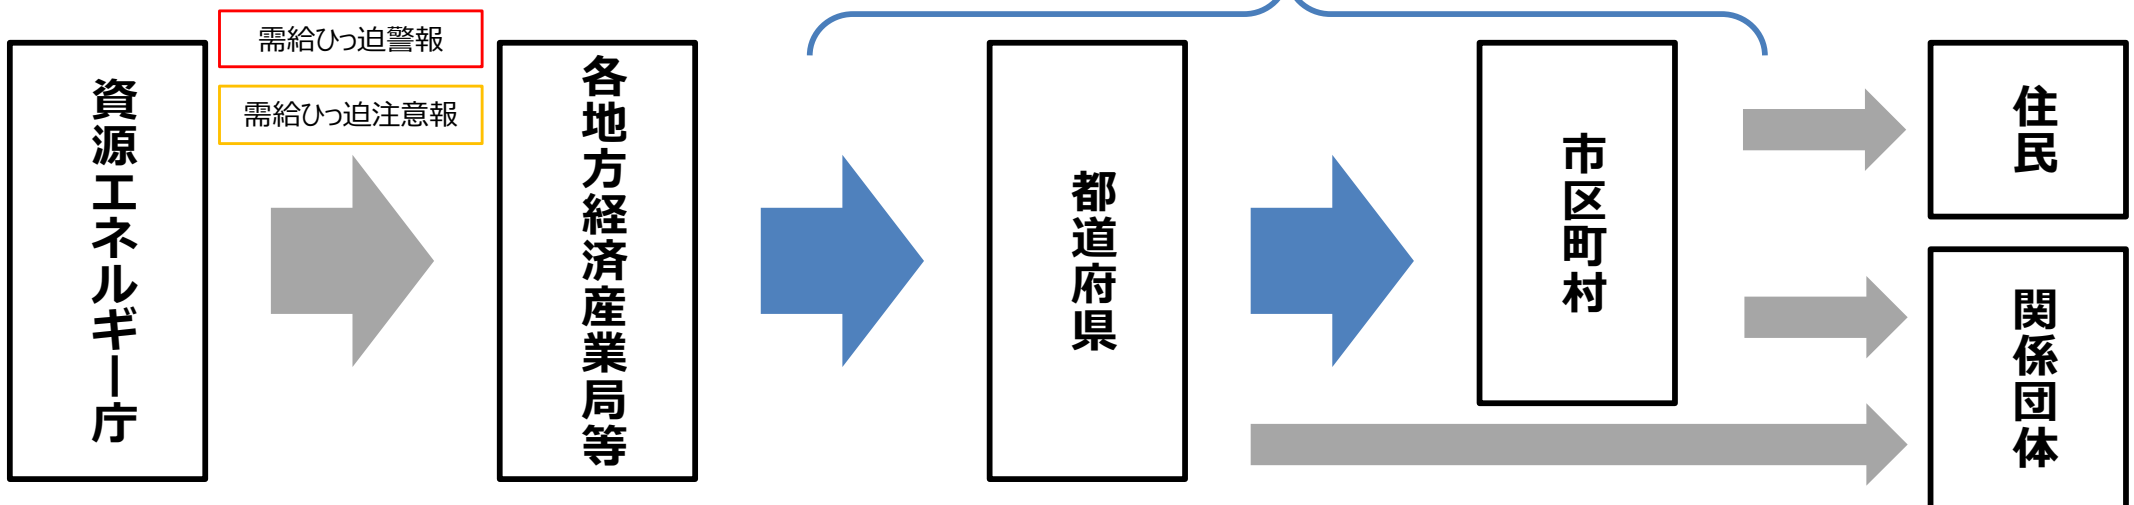 資源エネルギー庁
需給ひっ迫警報
需給ひっ迫注意報
各地方経済産業局等
都道府県
市区町村
住民
関係団体